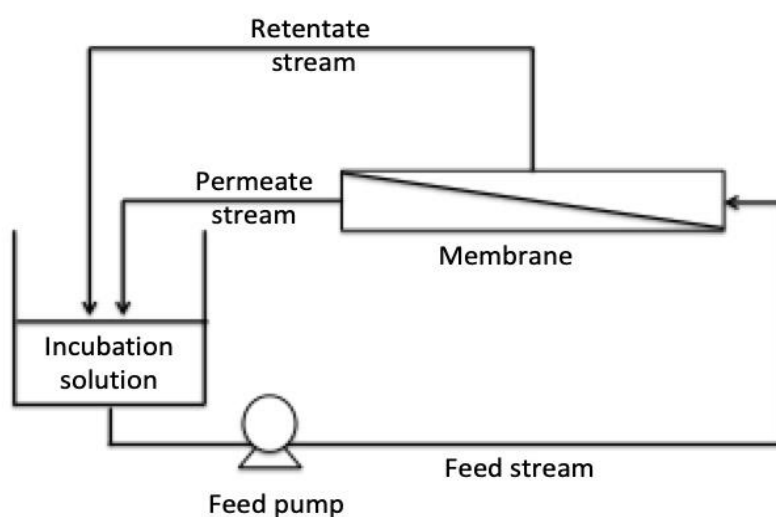 Retentate
stream
Permeate
stream
Membrane
Incubation
solution
Feed stream
Feed pump